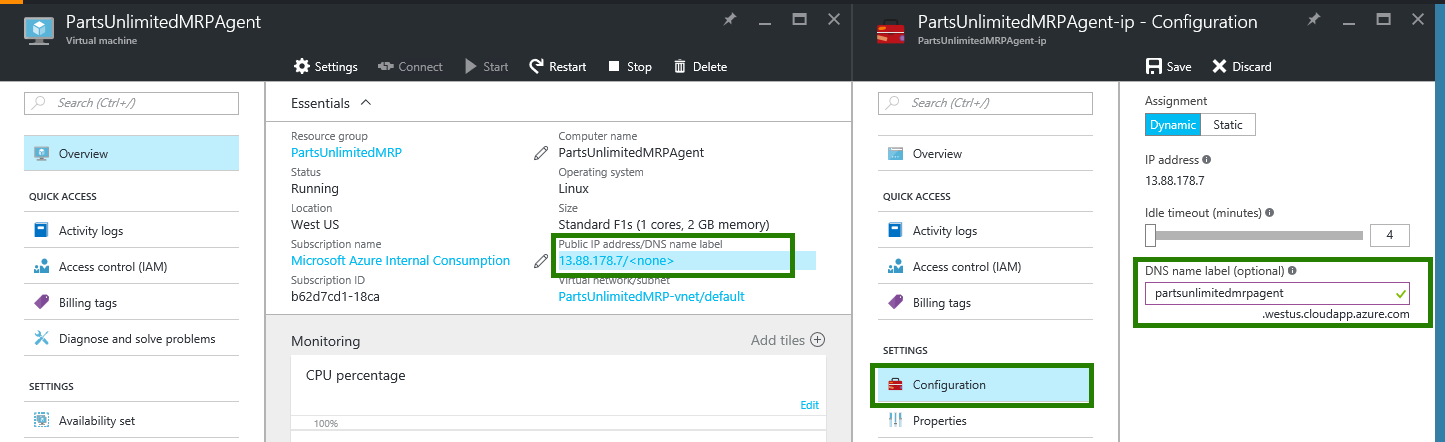 PartsUnlimitedMRPAgent
Virtual machine
Settings
Connect
Start
Restart
Stop
Delete
Search (Ctrl+/)
Overview
QUICK ACCESS
Activity logs
Access control (IAM)
Billing tags
Diagnose and solve problems
SETTINGS
Availability set
Essentials
Resource group
PartsUnlimitedMRP
Status
Running
Location
West US
Subscription name
Microsoft Azure Internal Consumption
Subscription ID
b62d7cd1-18ca
Computer name
PartsUnlimitedMRPAgent
Operating system
Linux
Size
Standard F1s (1 cores, 2 GB memory)
Public IP address/DNS name label
13.88.178.7/<none>
Virtual network/subnet
PartsUnlimitedMRP-vnet/default
Monitoring
Add tiles
CPU percentage
Edit
100%
PartsUnlimitedMRPAgent-ip - Configuration
PartsUnlimitedMRPAgent-ip
Save
Discard
Search (Ctrl+/)
Overview
QUICK ACCESS
Activity logs
Access control (IAM)
Billing tags
SETTINGS
Configuration
Properties
Assignment
Dynamic
Static
IP address
13.88.178.7
Idle timeout (minutes)
4
DNS name label (optional)
partsunlimitedmrpagent
.westus.cloudapp.azure.com